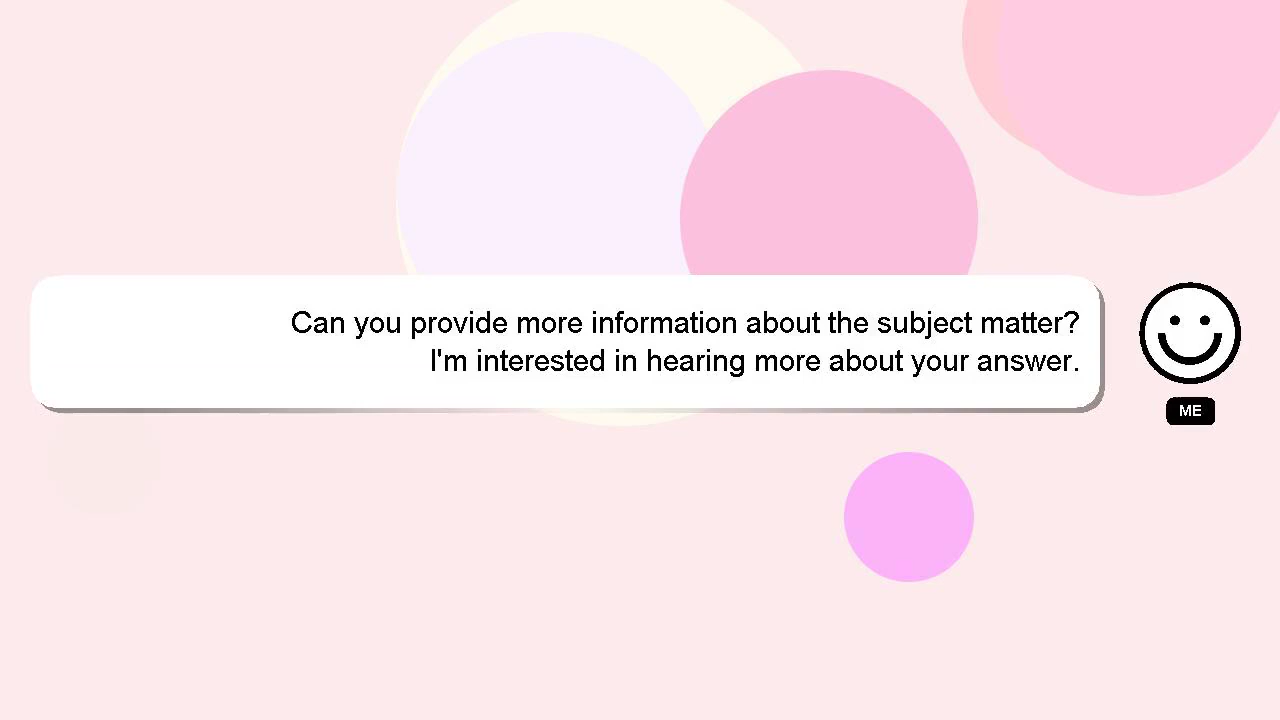 Can you provide more information about the subject matter?
I'm interested in hearing more about your answer.
ME